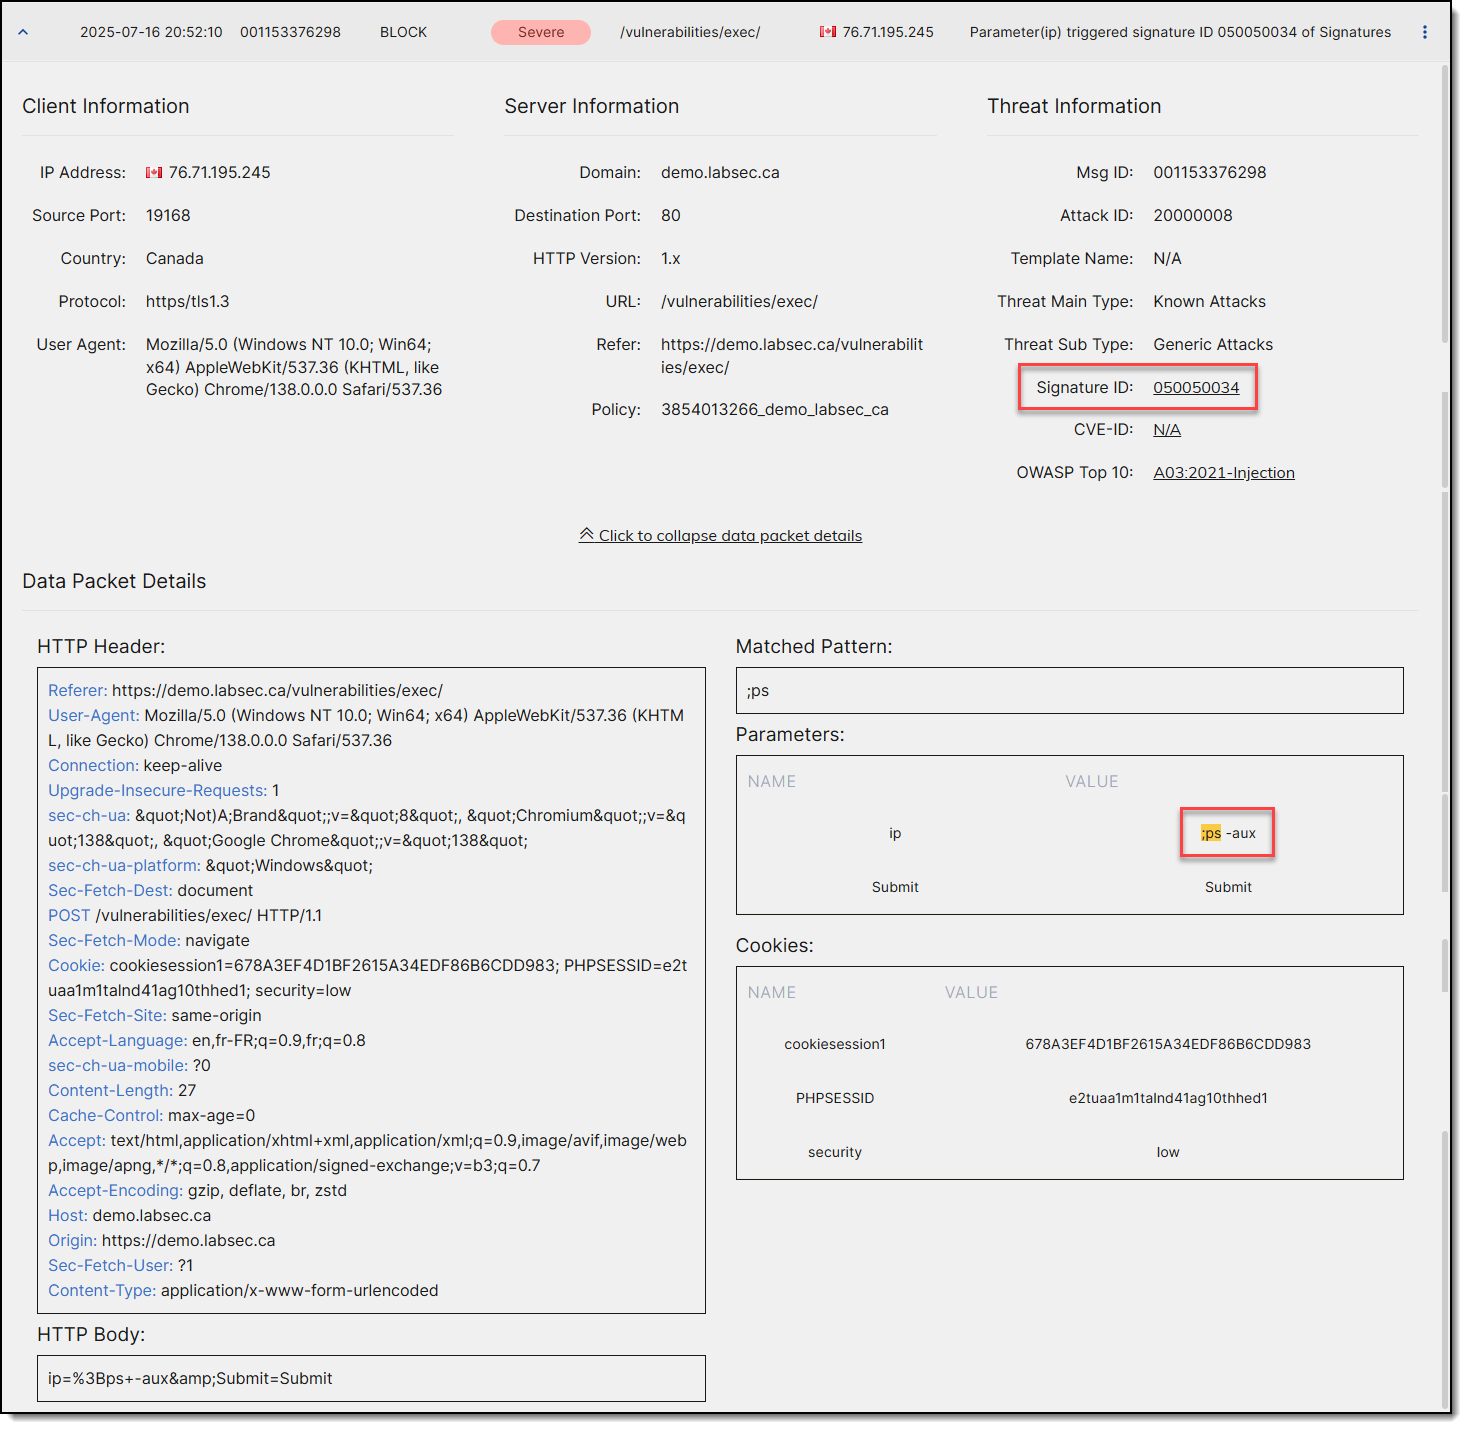 2025-07-16 20:52:10 001153376298 BLOCK Severe /vulnerabilities/exec/ 76.71.195.245 Parameter(ip) triggered signature ID 050050034 of Signatures
Client Information
IP Address: 76.71.195.245
Source Port: 19168
Country: Canada
Protocol: https/tls1.3
User Agent: Mozilla/5.0 (Windows NT 10.0; Win64;
x64) AppleWebKit/537.36 (KHTML, like
Gecko) Chrome/138.0.0.0 Safari/537.36
Server Information
Domain: demo.labsec.ca
Destination Port: 80
HTTP Version: 1.x
URL: /vulnerabilities/exec/
Refer: https://demo.labsec.ca/vulnerabilit
ies/exec/
Policy: 3854013266_demo_labsec_ca
Threat Information
Msg ID: 001153376298
Attack ID: 20000008
Template Name: N/A
Threat Main Type: Known Attacks
Threat Sub Type: Generic Attacks
Signature ID: 050050034
CVE-ID: N/A
OWASP Top 10: A03:2021-Injection
Click to collapse data packet details
Data Packet Details
HTTP Header:
Referer: https://demo.labsec.ca/vulnerabilities/exec/
User-Agent: Mozilla/5.0 (Windows NT 10.0; Win64; x64) AppleWebKit/537.36 (KHTM
L, like Gecko) Chrome/138.0.0.0 Safari/537.36
Connection: keep-alive
Upgrade-Insecure-Requests: 1
sec-ch-ua: &quot;Not)A;Brand&quot;;v=&quot;8&quot;, &quot;Chromium&quot;;v=&q
uot;138&quot;, &quot;Google Chrome&quot;;v=&quot;138&quot;
sec-ch-ua-platform: &quot;Windows&quot;
Sec-Fetch-Dest: document
POST /vulnerabilities/exec/ HTTP/1.1
Sec-Fetch-Mode: navigate
Cookie: cookiesession1=678A3EF4D1BF2615A34EDF86B6CDD983; PHPSESSID=e2t
uaa1m1talnd41ag10thhed1; security=low
Sec-Fetch-Site: same-origin
Accept-Language: en,fr-FR;q=0.9,fr;q=0.8
sec-ch-ua-mobile: ?0
Content-Length: 27
Cache-Control: max-age=0
Accept: text/html,application/xhtml+xml,application/xml;q=0.9,image/avif,image/web
p,image/apng,*/*;q=0.8,application/signed-exchange;v=b3;q=0.7
Accept-Encoding: gzip, deflate, br, zstd
Host: demo.labsec.ca
Origin: https://demo.labsec.ca
Sec-Fetch-User: ?1
Content-Type: application/x-www-form-urlencoded
HTTP Body:
ip=%3Bps+-aux&amp;Submit=Submit
Matched Pattern:
;ps
Parameters:
NAME VALUE
ip ;ps -aux
Submit Submit
Cookies:
NAME VALUE
cookiesession1 678A3EF4D1BF2615A34EDF86B6CDD983
PHPSESSID e2tuaa1m1talnd41ag10thhed1
security low